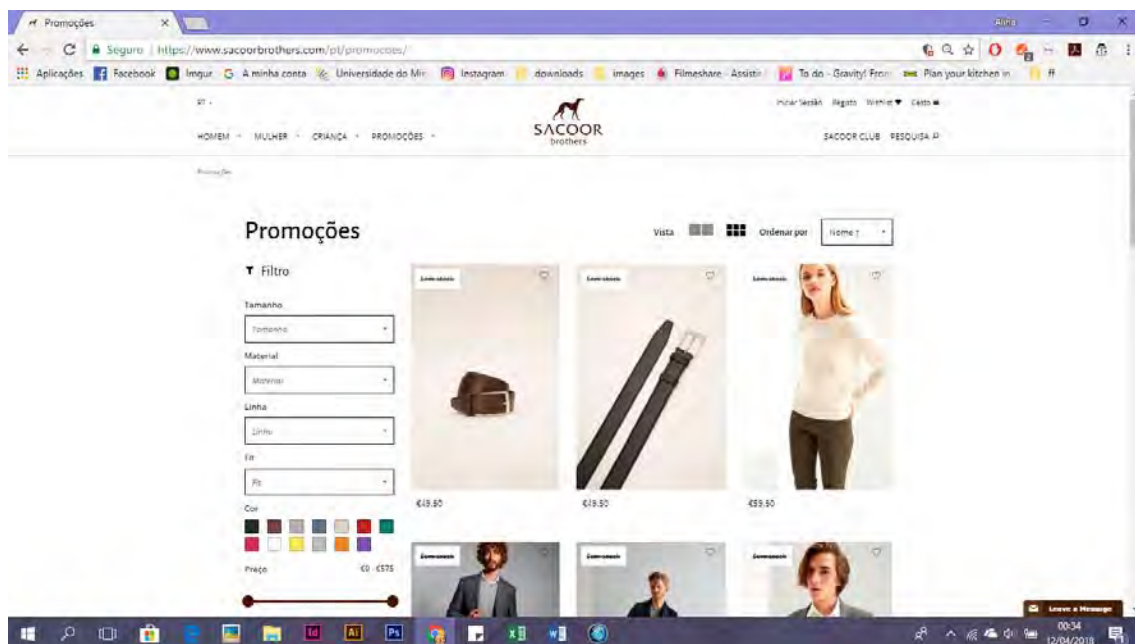 Promoções
Anna
Seguro | https://www.sacoorbrothers.com/pt/promocoes/
Aplicações Facebook Imgur A minha conta Universidade do Min Instagram downloads images Filmeshare - Assistir To do - Gravity! From Plan your kitchen in ff
PT
Iniciar Sessão Registo Wishlist Cesto
HOMEM MULHER CRIANÇA PROMOÇÕES
SACOOR
brothers
SACOOR CLUB PESQUISA
Promoções
Promoções
Vista
Ordenar por
Nome ↑
Filtro
Tamanho
Tamanho
Material
Material
Linha
Linha
Fit
Fit
Cor
€49,50
€49,50
€59,50
Preço
€0 - €575
Leave a Message
00:34
12/04/2018